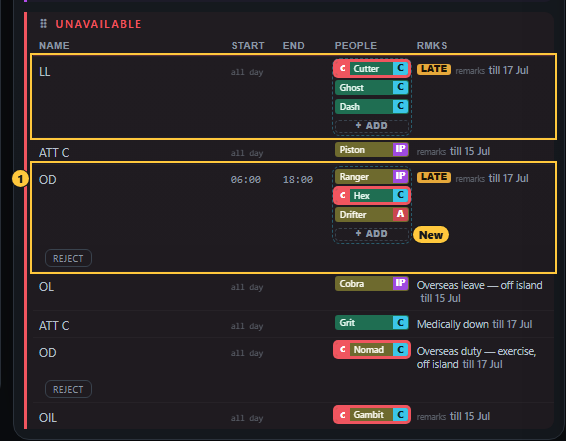 ⠿ UNAVAILABLE
NAME START END PEOPLE RMKS
LL all day C Cutter C LATE remarks till 17 Jul
Ghost C
Dash C
+ ADD
ATT C all day Piston IP remarks till 15 Jul
1 OD 06:00 18:00 Ranger IP LATE remarks till 17 Jul
C Hex C
Drifter A
+ ADD New
REJECT
OL all day Cobra IP Overseas leave — off island
till 15 Jul
ATT C all day Grit C Medically down till 17 Jul
OD all day C Nomad C Overseas duty — exercise,
off island till 17 Jul
REJECT
OIL all day C Gambit C remarks till 15 Jul